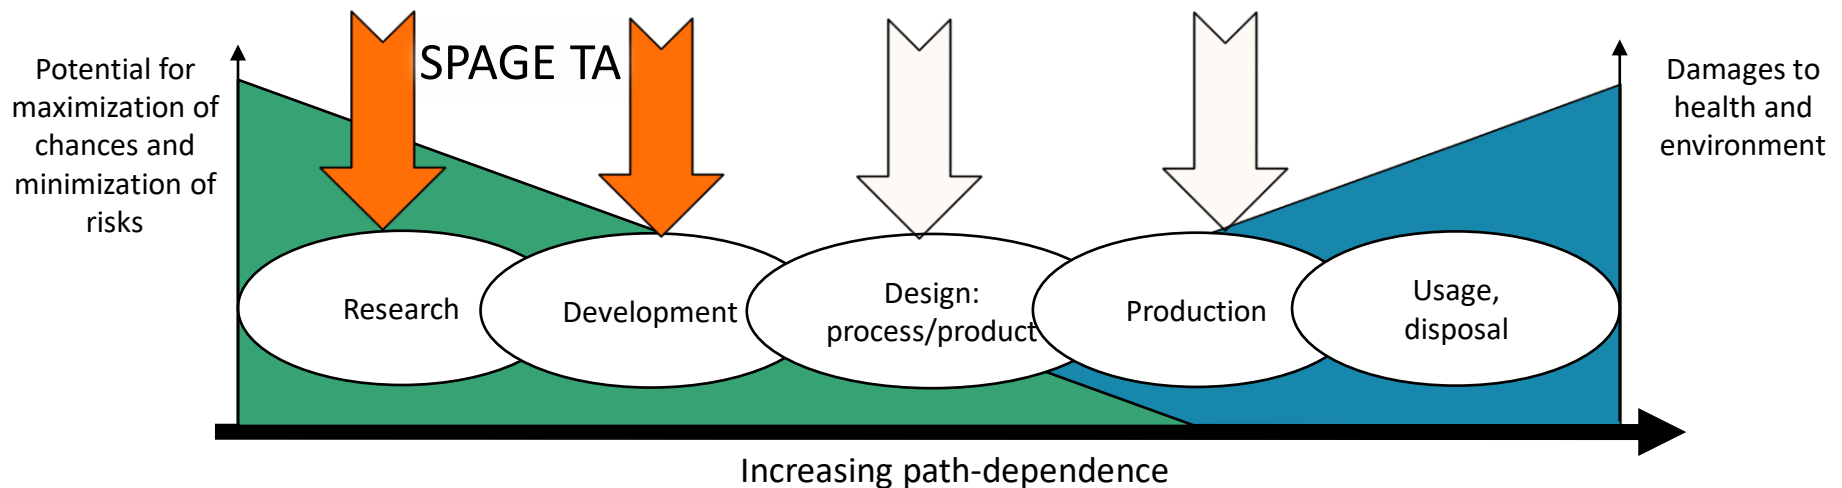 SPAGE TA
Potential for
maximization of
chances and
minimization of
risks
Damages to
health and
environment
Research
Development
Design:
process/product
Production
Usage,
disposal
Increasing path-dependence